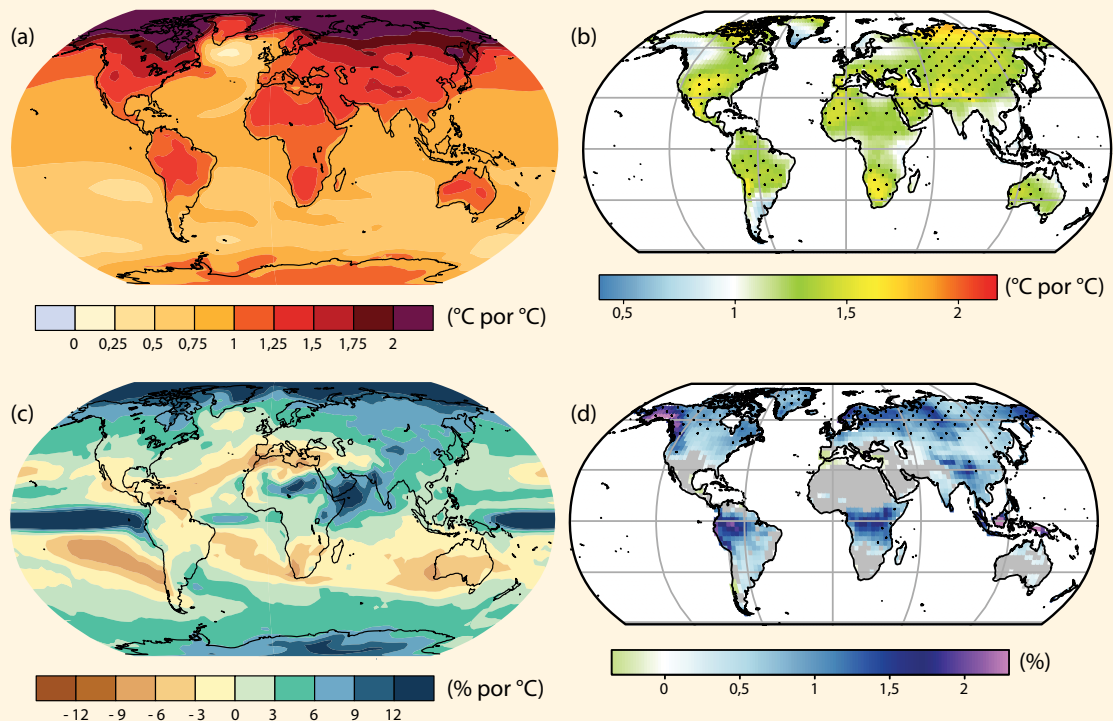 (a)
0 0,25 0,5 0,75 1 1,25 1,5 1,75 2
(°C por °C)
(b)
0,5 1 1,5 2
(°C por °C)
(c)
- 12 - 9 - 6 - 3 0 3 6 9 12
(% por °C)
(d)
0 0,5 1 1,5 2
(%)